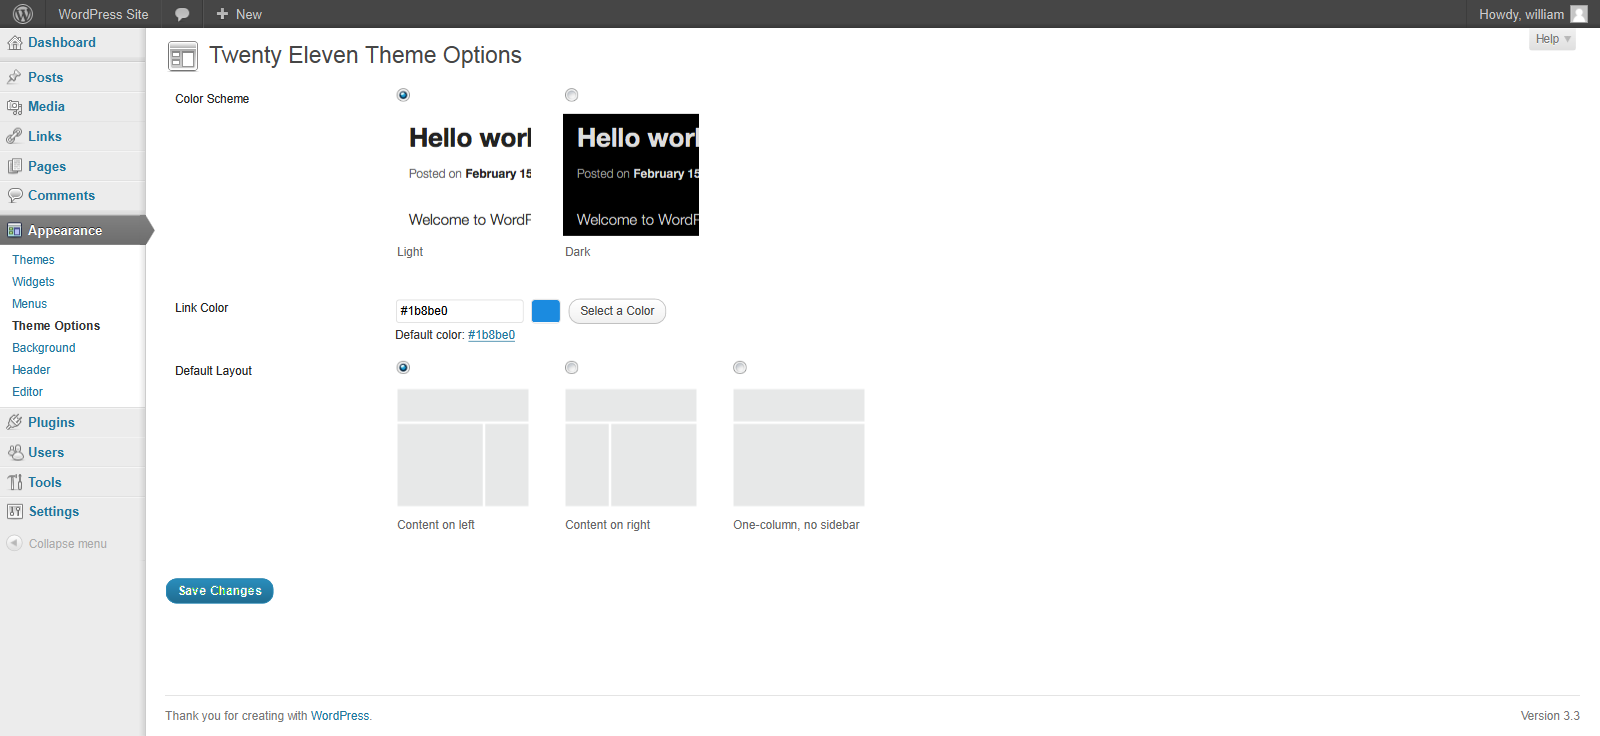 WordPress Site New Howdy, william
Help
Dashboard
Posts
Media
Links
Pages
Comments
Appearance
Themes
Widgets
Menus
Theme Options
Background
Header
Editor
Plugins
Users
Tools
Settings
Collapse menu
Twenty Eleven Theme Options
Color Scheme
Hello worl
Posted on February 15
Welcome to WordP
Light
Hello worl
Posted on February 15
Welcome to WordP
Dark
Link Color
#1b8be0 Select a Color
Default color: #1b8be0
Default Layout
Content on left Content on right One-column, no sidebar
Save Changes
Thank you for creating with WordPress. Version 3.3